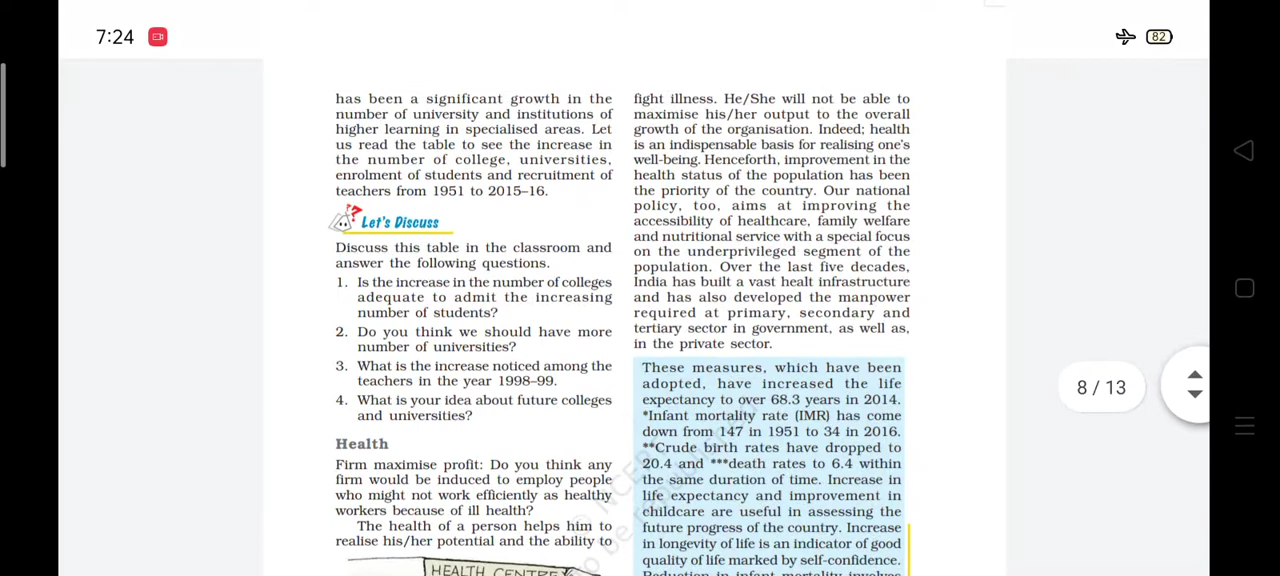 7:24
82
has been a significant growth in the
number of university and institutions of
higher learning in specialised areas. Let
us read the table to see the increase in
the number of college, universities,
enrolment of students and recruitment of
teachers from 1951 to 2015–16.
Let's Discuss
Discuss this table in the classroom and
answer the following questions.
1. Is the increase in the number of colleges
adequate to admit the increasing
number of students?
2. Do you think we should have more
number of universities?
3. What is the increase noticed among the
teachers in the year 1998–99.
4. What is your idea about future colleges
and universities?
Health
Firm maximise profit: Do you think any
firm would be induced to employ people
who might not work efficiently as healthy
workers because of ill health?
The health of a person helps him to
realise his/her potential and the ability to
HEALTH CENTRE
fight illness. He/She will not be able to
maximise his/her output to the overall
growth of the organisation. Indeed; health
is an indispensable basis for realising one's
well-being. Henceforth, improvement in the
health status of the population has been
the priority of the country. Our national
policy, too, aims at improving the
accessibility of healthcare, family welfare
and nutritional service with a special focus
on the underprivileged segment of the
population. Over the last five decades,
India has built a vast healt infrastructure
and has also developed the manpower
required at primary, secondary and
tertiary sector in government, as well as,
in the private sector.
These measures, which have been
adopted, have increased the life
expectancy to over 68.3 years in 2014.
*Infant mortality rate (IMR) has come
down from 147 in 1951 to 34 in 2016.
**Crude birth rates have dropped to
20.4 and ***death rates to 6.4 within
the same duration of time. Increase in
life expectancy and improvement in
childcare are useful in assessing the
future progress of the country. Increase
in longevity of life is an indicator of good
quality of life marked by self-confidence.
Reduction in infant mortality involves
8 / 13